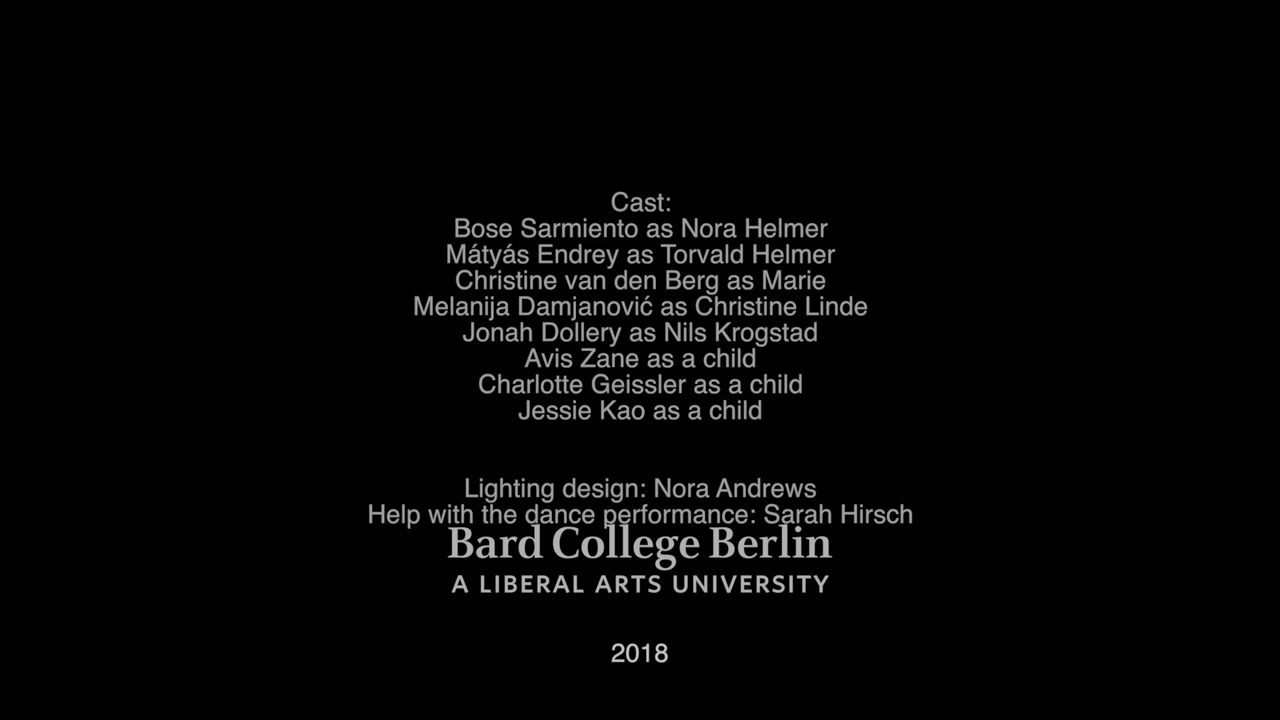 Cast:
Bose Sarmiento as Nora Helmer
Mátyás Endrey as Torvald Helmer
Christine van den Berg as Marie
Melanija Damjanović as Christine Linde
Jonah Dollery as Nils Krogstad
Avis Zane as a child
Charlotte Geissler as a child
Jessie Kao as a child
Lighting design: Nora Andrews
Help with the dance performance: Sarah Hirsch
Bard College Berlin
A LIBERAL ARTS UNIVERSITY
2018